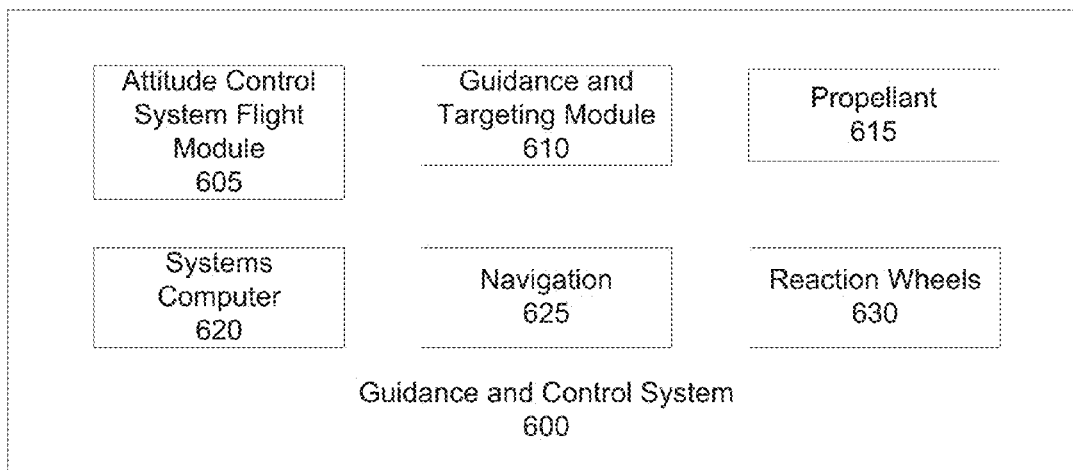 Attitude Control
System Flight
Module
605
Guidance and
Targeting Module
610
Propellant
615
Systems
Computer
620
Navigation
625
Reaction Wheels
630
Guidance and Control System
600